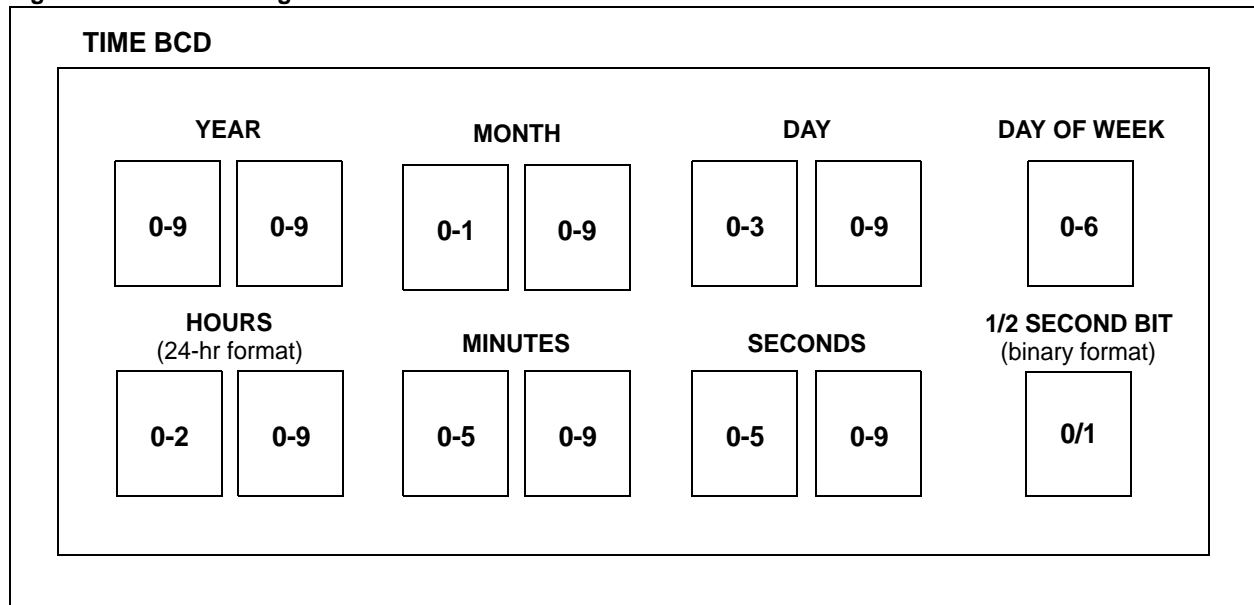 TIME BCD
YEAR MONTH DAY DAY OF WEEK
0-9 0-9 0-1 0-9 0-3 0-9 0-6
HOURS
(24-hr format)
MINUTES SECONDS
1/2 SECOND BIT
(binary format)
0-2 0-9 0-5 0-9 0-5 0-9 0/1